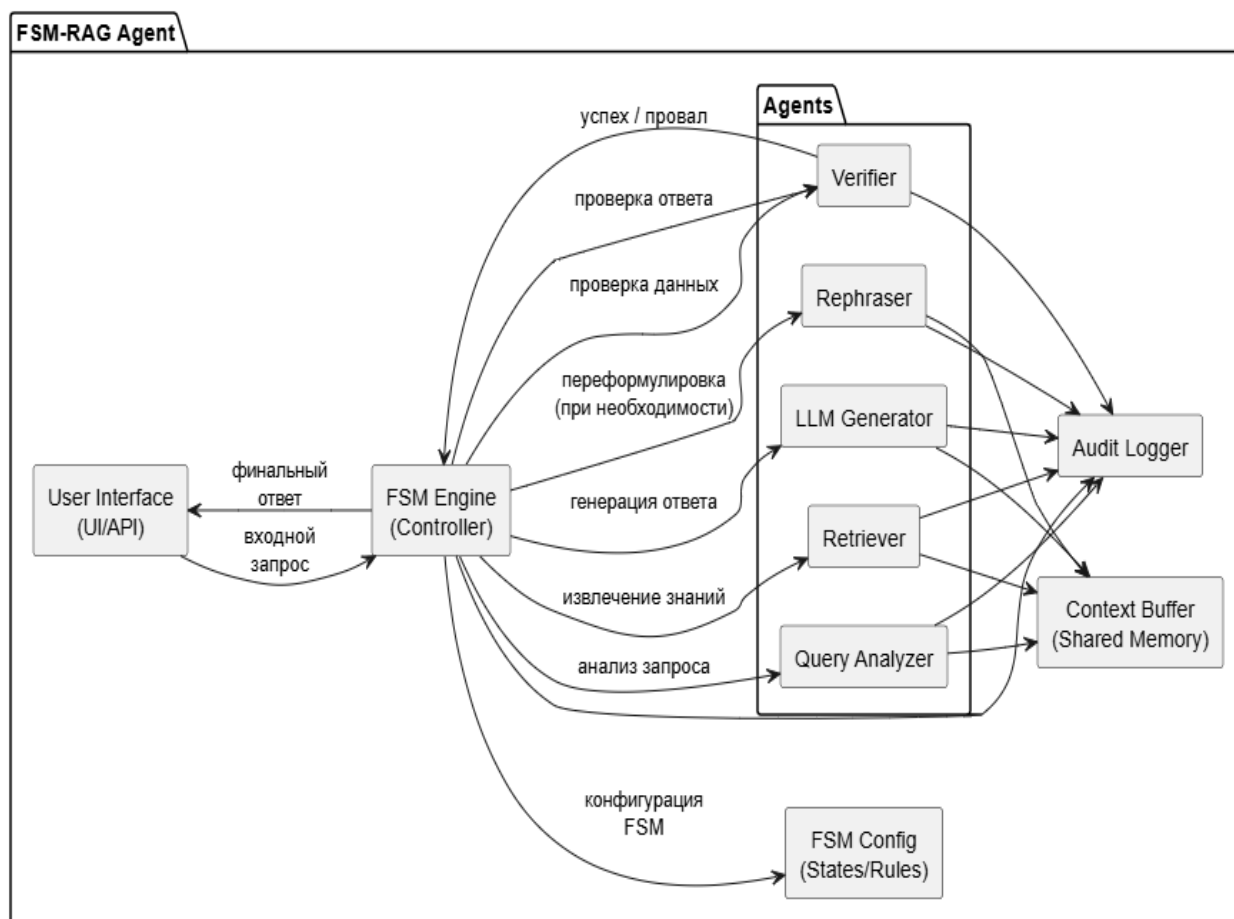 FSM-RAG Agent
Agents
успех / провал
Verifier
проверка ответа
проверка данных
Rephraser
переформулировка
(при необходимости)
LLM Generator
Audit Logger
User Interface
(UI/API)
финальный
ответ
входной
запрос
FSM Engine
(Controller)
генерация ответа
Retriever
извлечение знаний
Context Buffer
(Shared Memory)
анализ запроса
Query Analyzer
конфигурация
FSM
FSM Config
(States/Rules)